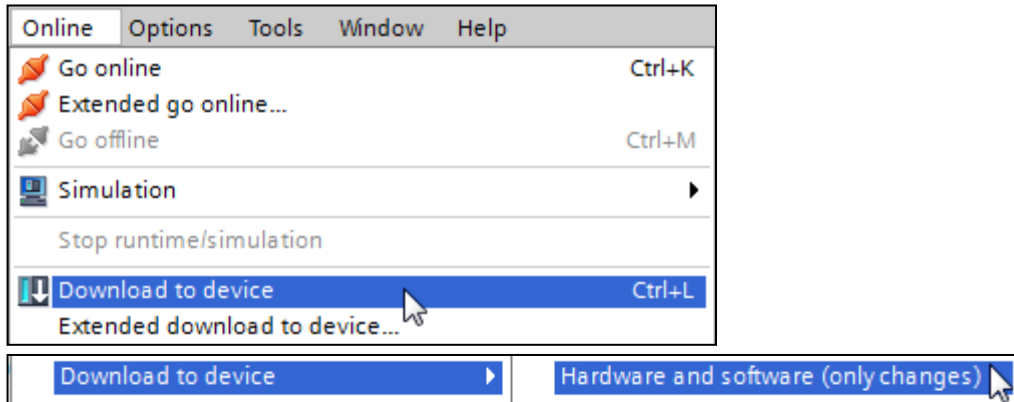 Online Options Tools Window Help
Go online Ctrl+K
Extended go online...
Go offline Ctrl+M
Simulation
Stop runtime/simulation
Download to device Ctrl+L
Extended download to device...
Download to device Hardware and software (only changes)